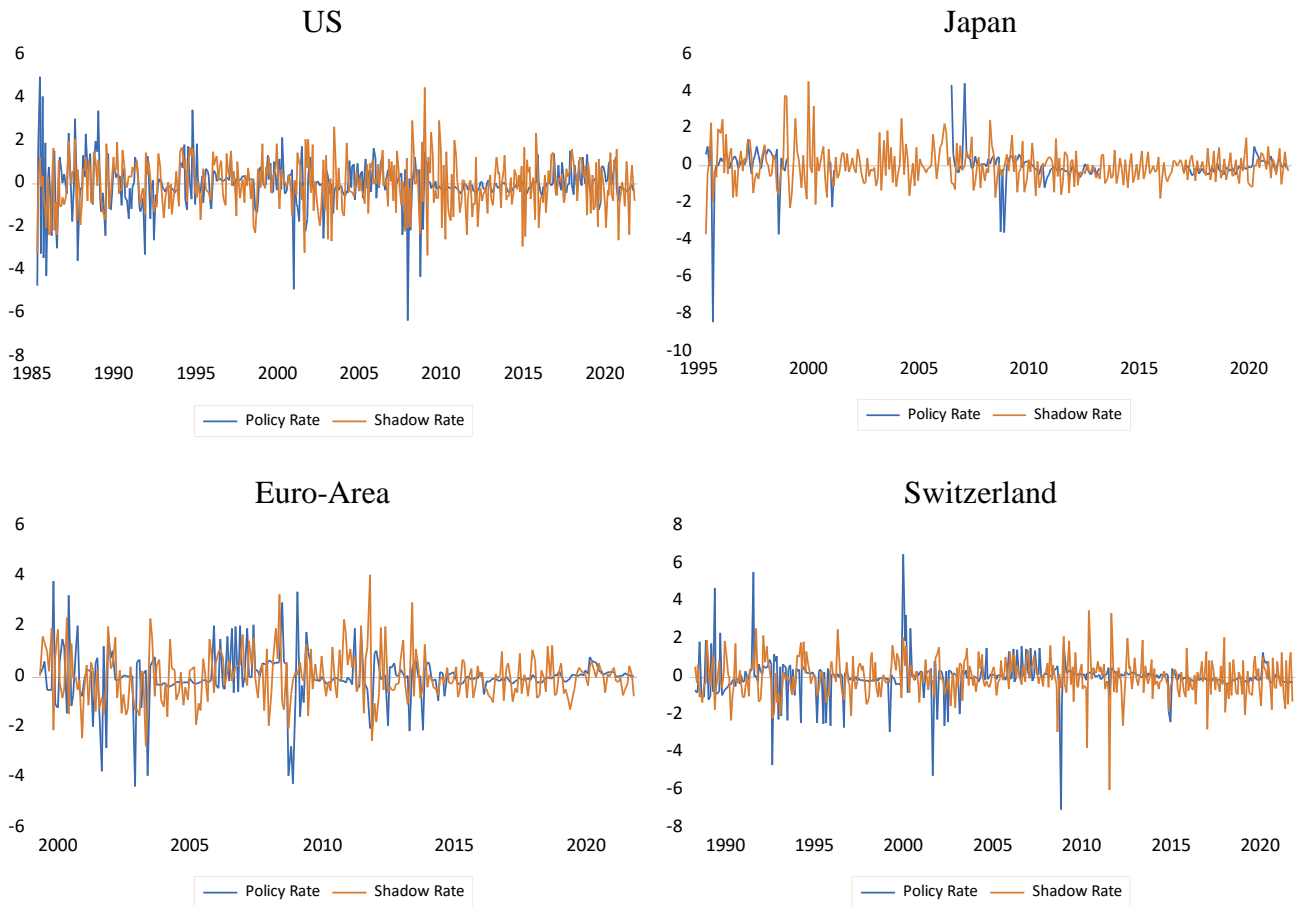 US
6
4
2
0
-2
-4
-6
-8
1985 1990 1995 2000 2005 2010 2015 2020
Policy Rate Shadow Rate
Japan
6
4
2
0
-2
-4
-6
-8
-10
1995 2000 2005 2010 2015 2020
Policy Rate Shadow Rate
Euro-Area
6
4
2
0
-2
-4
-6
2000 2005 2010 2015 2020
Policy Rate Shadow Rate
Switzerland
8
6
4
2
0
-2
-4
-6
-8
1990 1995 2000 2005 2010 2015 2020
Policy Rate Shadow Rate